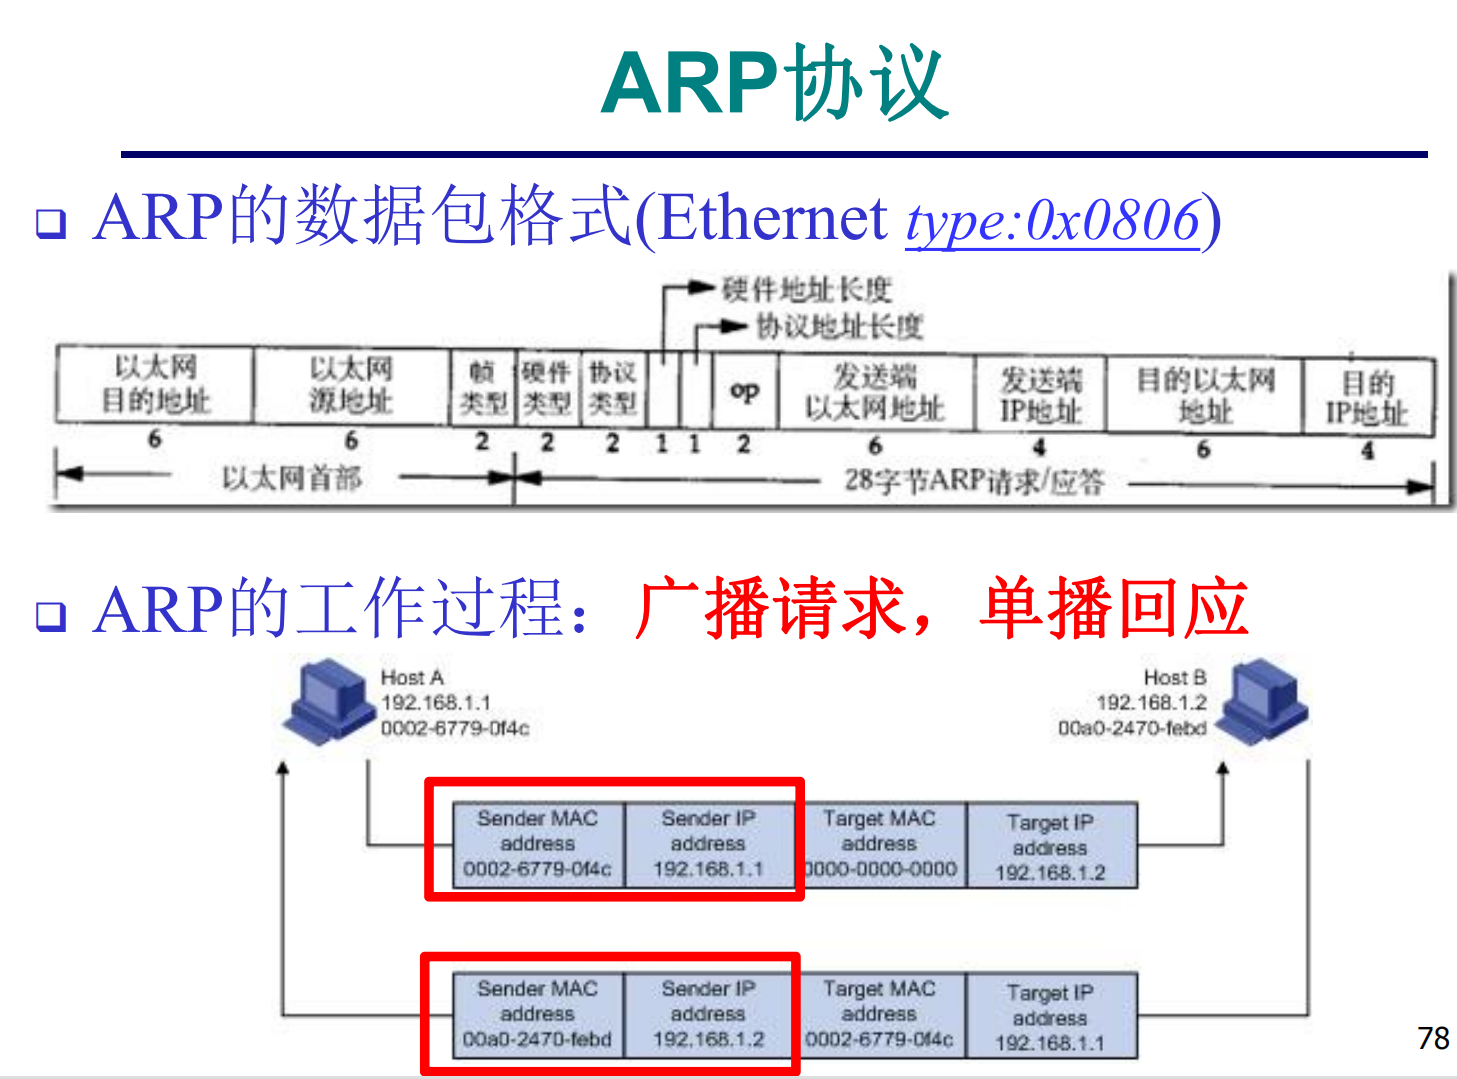 ARP协议
ARP的数据包格式(Ethernet type:0x0806)
硬件地址长度
协议地址长度
以太网
目的地址
以太网
源地址
帧
类型
硬件
类型
协议
类型
op
发送端
以太网地址
发送端
IP地址
目的以太网
地址
目的
IP地址
6 6 2 2 2 1 1 2 6 4 6 4
以太网首部
28字节ARP请求/应答
ARP的工作过程：广播请求，单播回应
Host A
192.168.1.1
0002-6779-0f4c
Host B
192.168.1.2
00a0-2470-febd
Sender MAC
address
0002-6779-0f4c
Sender IP
address
192.168.1.1
Target MAC
address
0000-0000-0000
Target IP
address
192.168.1.2
Sender MAC
address
00a0-2470-febd
Sender IP
address
192.168.1.2
Target MAC
address
0002-6779-0f4c
Target IP
address
192.168.1.1
78